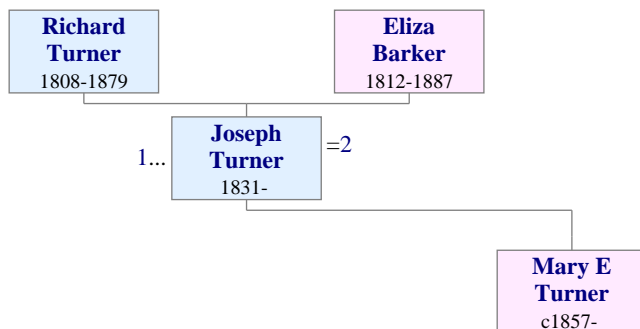 Richard
Turner
1808-1879
Eliza
Barker
1812-1887
1...
Joseph
Turner
1831-
=2
Mary E
Turner
c1857-